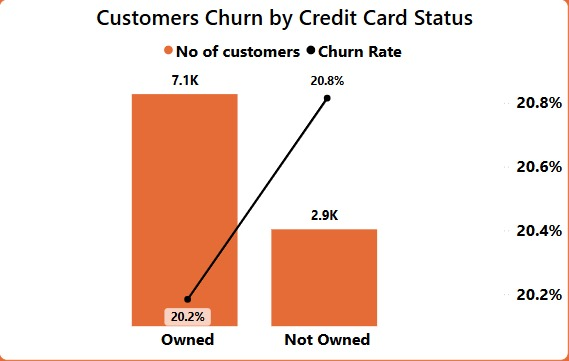 Customers Churn by Credit Card Status
No of customers Churn Rate
7.1K
20.8%
20.8%
20.6%
2.9K
20.4%
20.2%
20.2%
Owned Not Owned